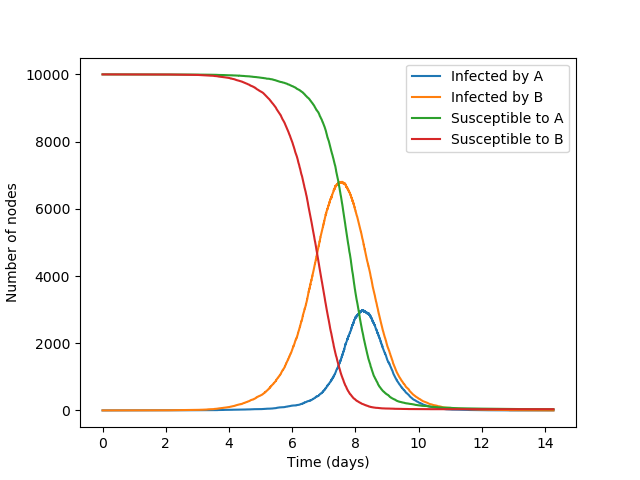 10000
8000
6000
4000
2000
0
Number of nodes
Infected by A
Infected by B
Susceptible to A
Susceptible to B
0 2 4 6 8 10 12 14
Time (days)